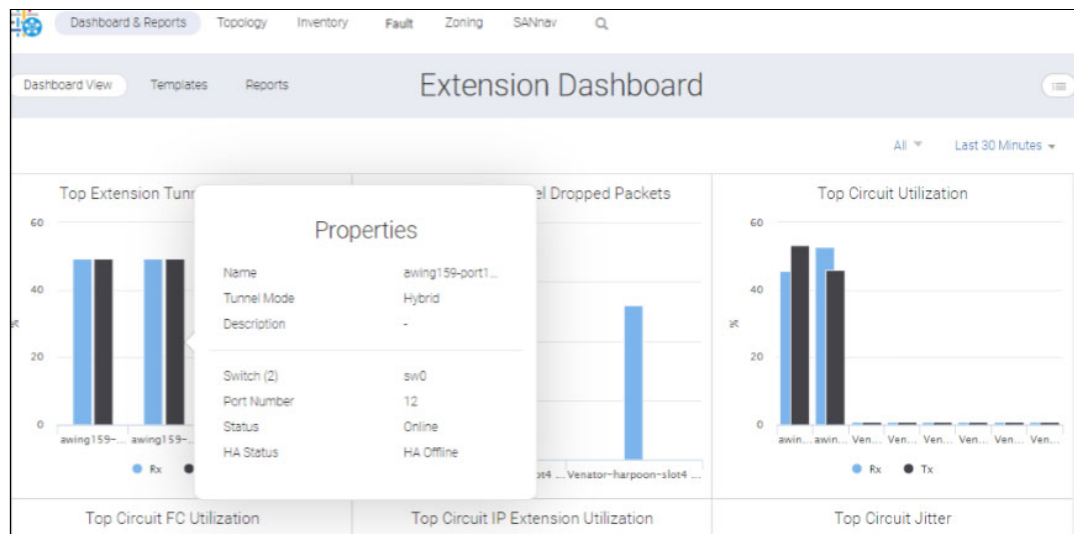 Dashboard & Reports Topology Inventory Fault Zoning SANnav
Dashboard View Templates Reports Extension Dashboard
All Last 30 Minutes
Top Extension Tunn
el Dropped Packets
Top Circuit Utilization
Properties
Name awing159-port1...
Tunnel Mode Hybrid
Description -
Switch (2) sw0
Port Number 12
Status Online
HA Status HA Offline
60
40
%
20
0
awing159-... awing159-...
Rx
ot4 ... Venator-harpoon-slot4 ...
60
40
%
20
0
awin... awin... Ven... Ven... Ven... Ven... Ven...
Rx Tx
Top Circuit FC Utilization
Top Circuit IP Extension Utilization
Top Circuit Jitter